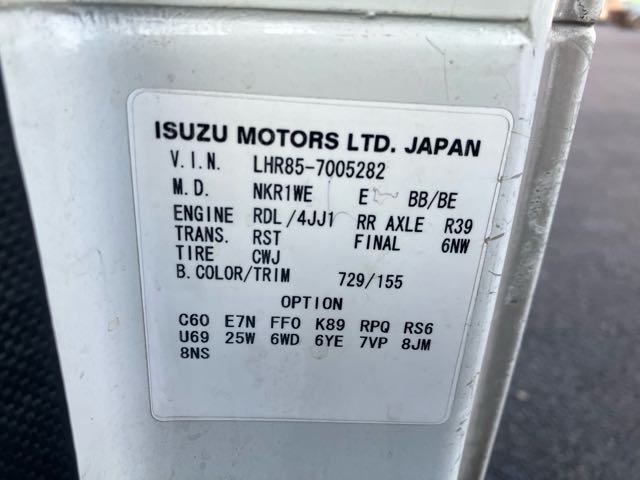 ISUZU MOTORS LTD. JAPAN
V.I.N. LHR85-7005282
M.D. NKR1WE E BB/BE
ENGINE RDL/4JJ1 RR AXLE R39
TRANS. RST FINAL 6NW
TIRE CWJ
B.COLOR/TRIM 729/155
OPTION
C60 E7N FF0 K89 RPQ RS6
U69 25W 6WD 6YE 7VP 8JM
8NS